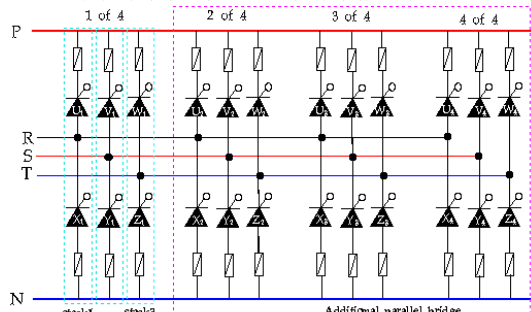 1 of 4
2 of 4
3 of 4
4 of 4
P
U1 V1 W1 U2 V2 W2 U3 V3 W3 U4 V4 W4
R
S
T
X1 Y1 Z1 X2 Y2 Z2 X3 Y3 Z3 X4 Y4 Z4
N
Additional parallel bridge